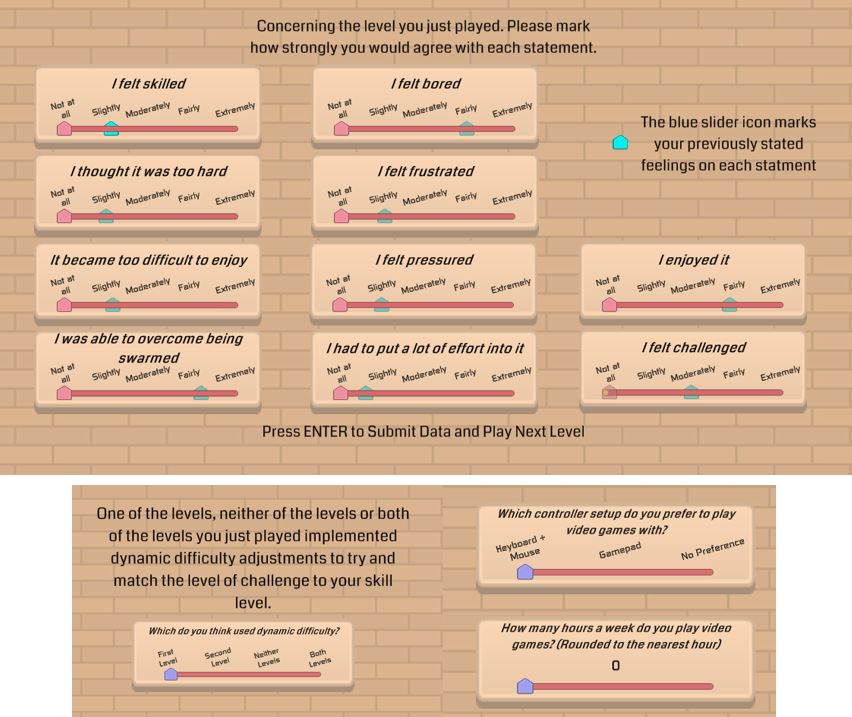 Concerning the level you just played. Please mark
how strongly you would agree with each statement.
I felt skilled
Not at
all
Slightly
Moderately
Fairly
Extremely
I felt bored
Not at
all
Slightly
Moderately
Fairly
Extremely
The blue slider icon marks
your previously stated
feelings on each statment
I thought it was too hard
Not at
all
Slightly
Moderately
Fairly
Extremely
I felt frustrated
Not at
all
Slightly
Moderately
Fairly
Extremely
It became too difficult to enjoy
Not at
all
Slightly
Moderately
Fairly
Extremely
I felt pressured
Not at
all
Slightly
Moderately
Fairly
Extremely
I enjoyed it
Not at
all
Slightly
Moderately
Fairly
Extremely
I was able to overcome being
swarmed
Not at
all
Slightly
Moderately
Fairly
Extremely
I had to put a lot of effort into it
Not at
all
Slightly
Moderately
Fairly
Extremely
I felt challenged
Not at
all
Slightly
Moderately
Fairly
Extremely
Press ENTER to Submit Data and Play Next Level
One of the levels, neither of the levels or both
of the levels you just played implemented
dynamic difficulty adjustments to try and
match the level of challenge to your skill
level.
Which do you think used dynamic difficulty?
First
Level
Second
Level
Neither
Levels
Both
Levels
Which controller setup do you prefer to play
video games with?
Keyboard +
Mouse
Gamepad
No Preference
How many hours a week do you play video
games? (Rounded to the nearest hour)
0